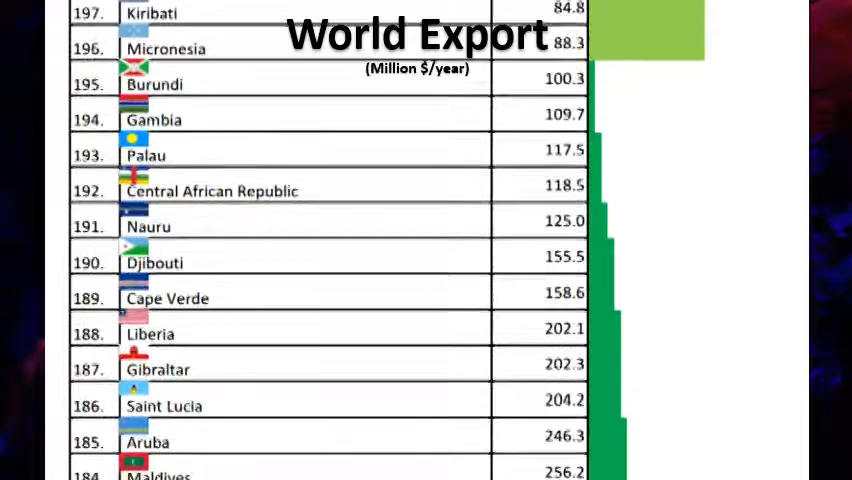 197. Kiribati 84.8
World Export
196. Micronesia 88.3
(Million $/year)
195. Burundi 100.3
194. Gambia 109.7
193. Palau 117.5
192. Central African Republic 118.5
191. Nauru 125.0
190. Djibouti 155.5
189. Cape Verde 158.6
188. Liberia 202.1
187. Gibraltar 202.3
186. Saint Lucia 204.2
185. Aruba 246.3
184. Maldives 256.2